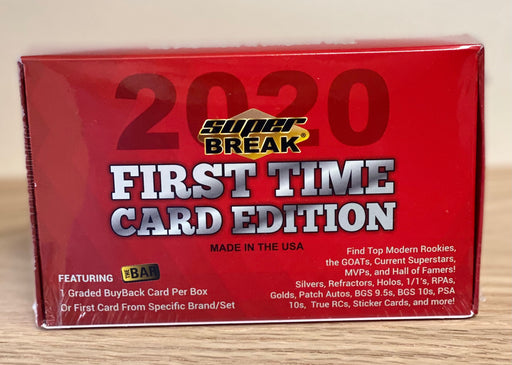 2020
super
BREAK®
FIRST TIME
CARD EDITION
MADE IN THE USA
FEATURING THE BAR
1 Graded BuyBack Card Per Box
Or First Card From Specific Brand/Set
Find Top Modern Rookies,
the GOATs, Current Superstars,
MVPs, and Hall of Famers!
Silvers, Refractors, Holos, 1/1's, RPAs,
Golds, Patch Autos, BGS 9.5s, BGS 10s, PSA
10s, True RCs, Sticker Cards, and more!